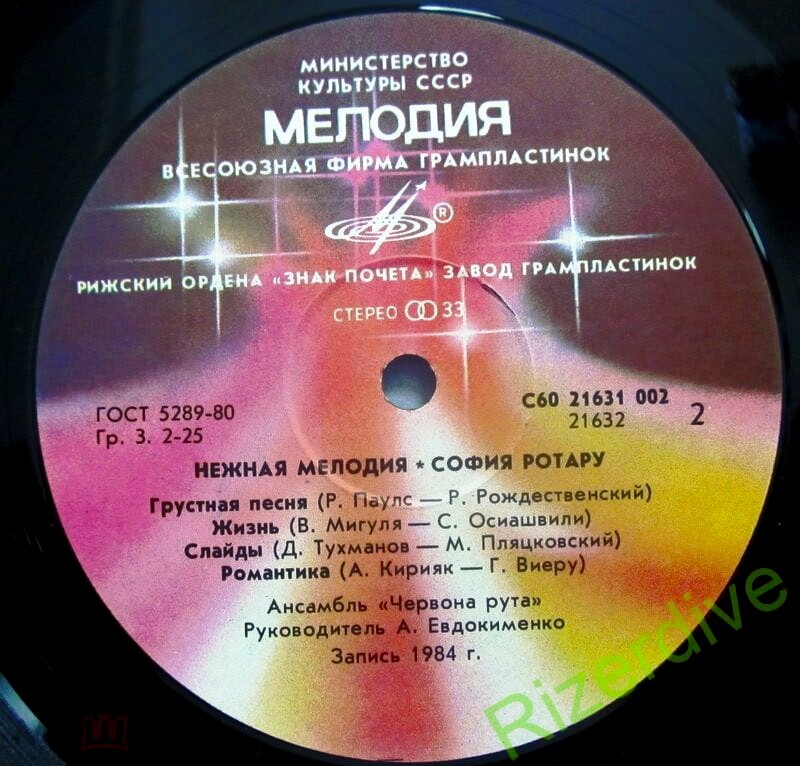 МИНИСТЕРСТВО
КУЛЬТУРЫ СССР
МЕЛОДИЯ
ВСЕСОЮЗНАЯ ФИРМА ГРАМПЛАСТИНОК
®
РИЖСКИЙ ОРДЕНА «ЗНАК ПОЧЕТА» ЗАВОД ГРАМПЛАСТИНОК
СТЕРЕО 33
ГОСТ 5289-80
Гр. 3. 2-25
С60 21631 002
21632
2
НЕЖНАЯ МЕЛОДИЯ * СОФИЯ РОТАРУ
Грустная песня (Р. Паулс — Р. Рождественский)
Жизнь (В. Мигуля — С. Осиашвили)
Слайды (Д. Тухманов — М. Пляцковский)
Романтика (А. Кирияк — Г. Виеру)
Ансамбль «Червона рута»
Руководитель А. Евдокименко
Запись 1984 г.
Rizerdive